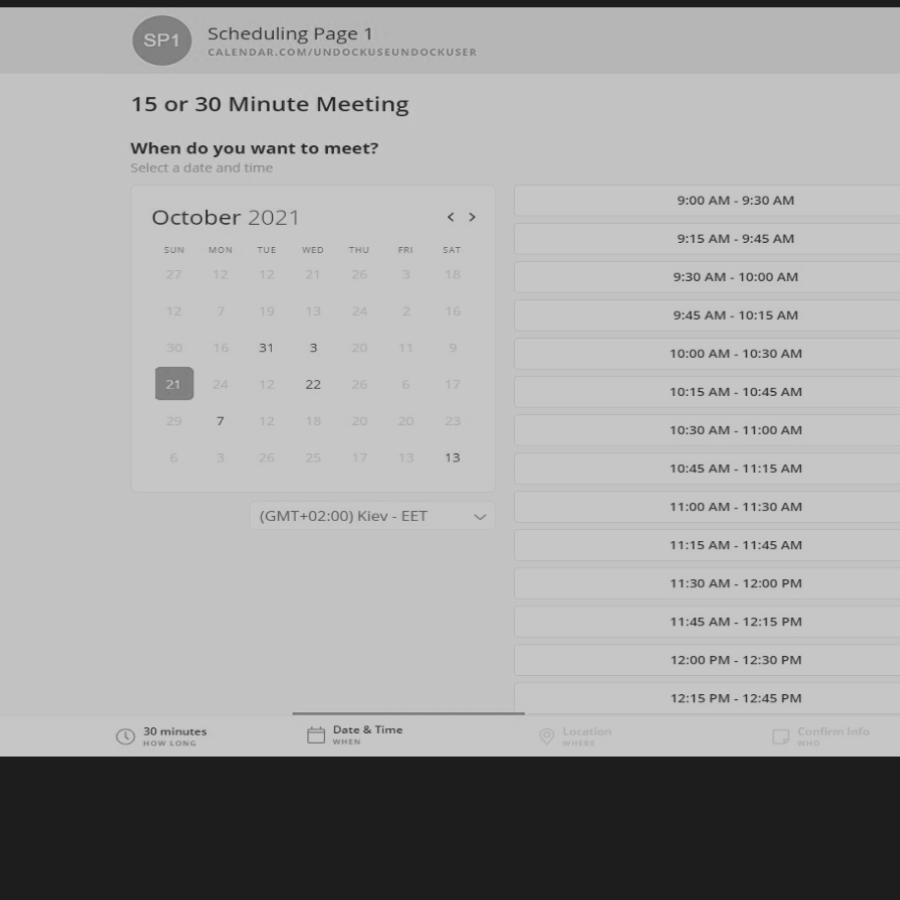 SP1
Scheduling Page 1
CALENDAR.COM/UNDOCKUSEUNDOCKUSER
15 or 30 Minute Meeting
When do you want to meet?
Select a date and time
October 2021
< >
SUN MON TUE WED THU FRI SAT
27 12 12 21 26 3 18
12 7 19 13 24 2 16
30 16 31 3 20 11 9
21 24 12 22 26 6 17
29 7 12 18 20 20 23
6 3 26 25 17 13 13
(GMT+02:00) Kiev - EET
9:00 AM - 9:30 AM
9:15 AM - 9:45 AM
9:30 AM - 10:00 AM
9:45 AM - 10:15 AM
10:00 AM - 10:30 AM
10:15 AM - 10:45 AM
10:30 AM - 11:00 AM
10:45 AM - 11:15 AM
11:00 AM - 11:30 AM
11:15 AM - 11:45 AM
11:30 AM - 12:00 PM
11:45 AM - 12:15 PM
12:00 PM - 12:30 PM
12:15 PM - 12:45 PM
30 minutes
HOW LONG
Date & Time
WHEN
Location
WHERE
Confirm Info
WHO